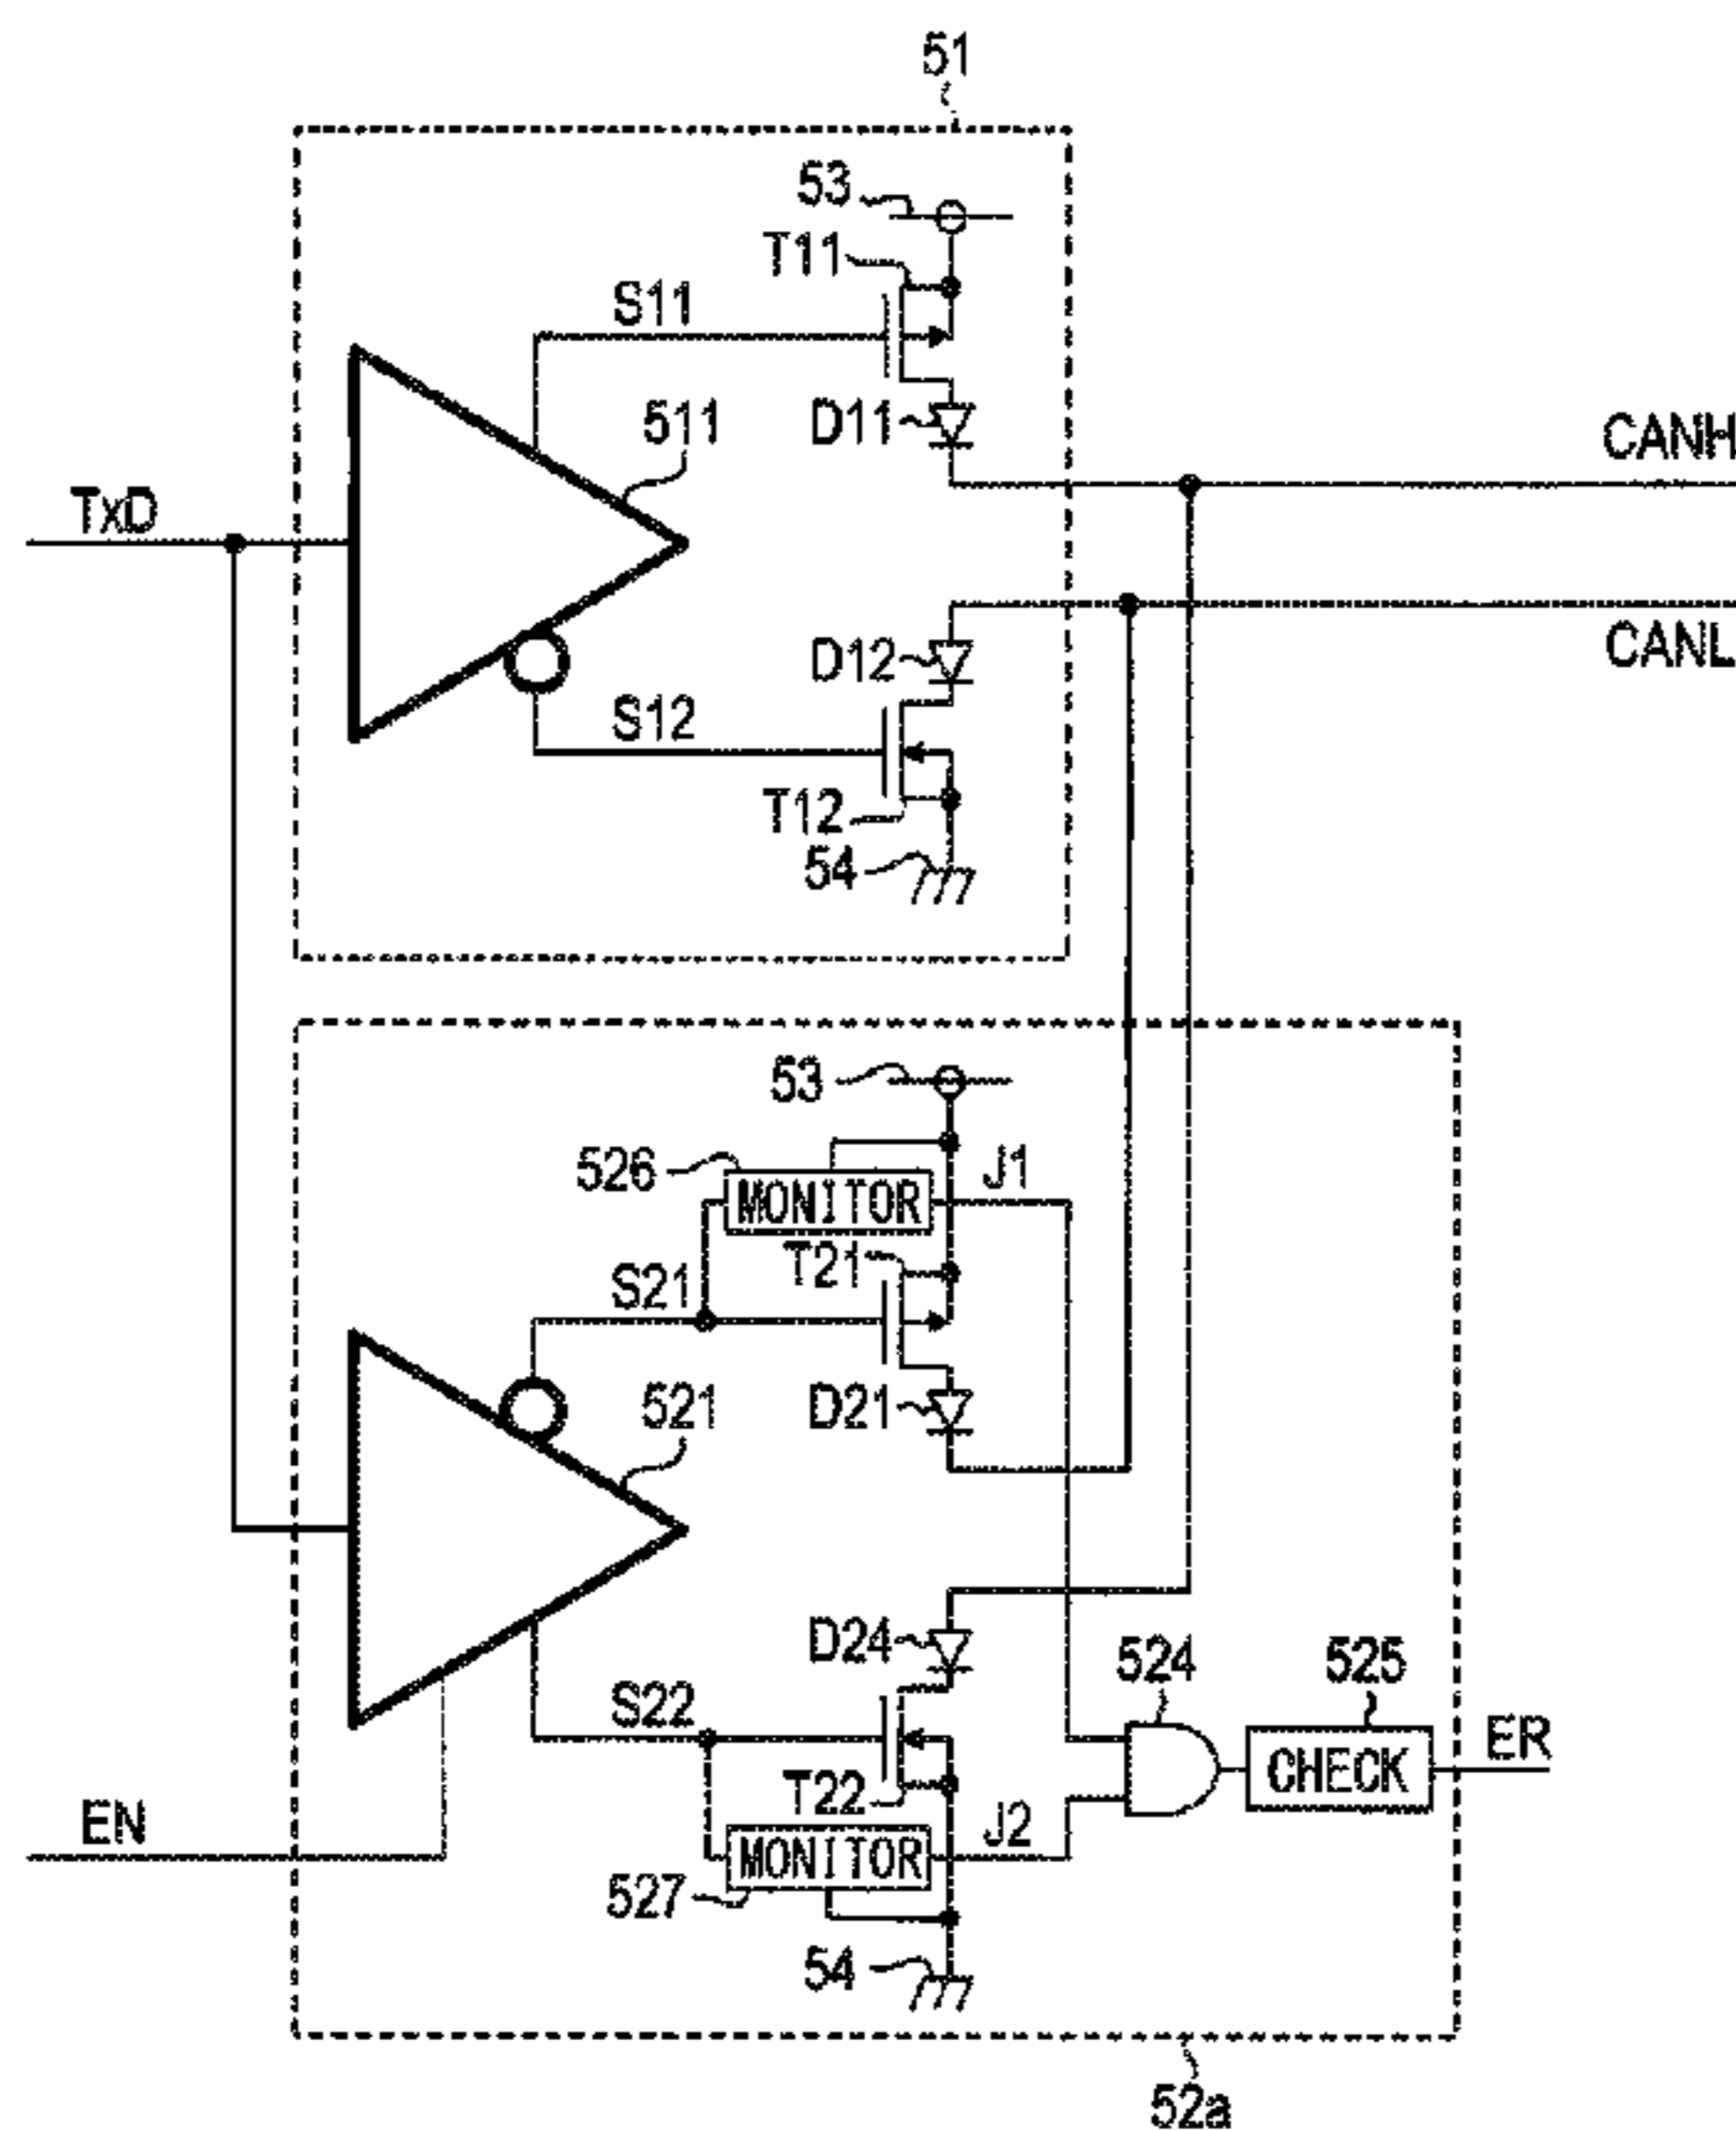 51
53
T11
S11
D11
511
CANH
TxD
D12
CANL
S12
T12
54
53
526
MONITOR
J1
T21
S21
D21
521
D24
524
525
S22
ER
CHECK
T22
EN
J2
MONITOR
527
54
52a